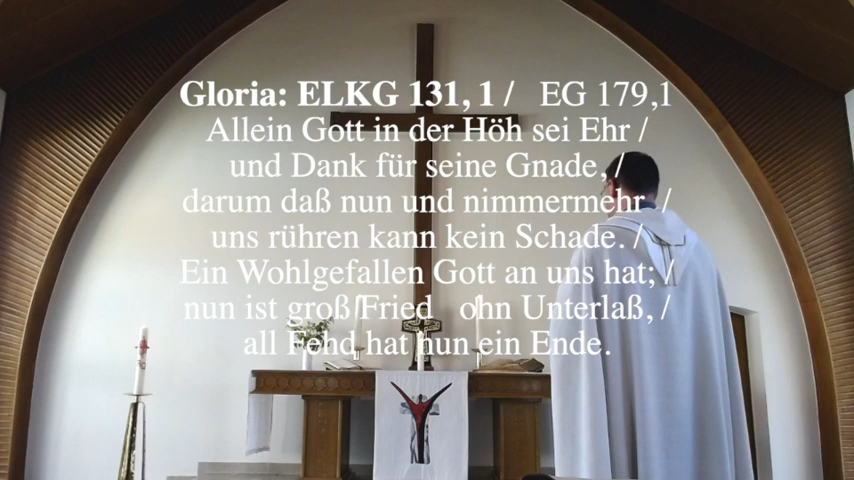 Gloria: ELKG 131, 1 / EG 179,1
Allein Gott in der Höh sei Ehr /
und Dank für seine Gnade, /
darum daß nun und nimmermehr /
uns rühren kann kein Schade. /
Ein Wohlgefallen Gott an uns hat; /
nun ist groß Fried ohn Unterlaß, /
all Fehd hat nun ein Ende.